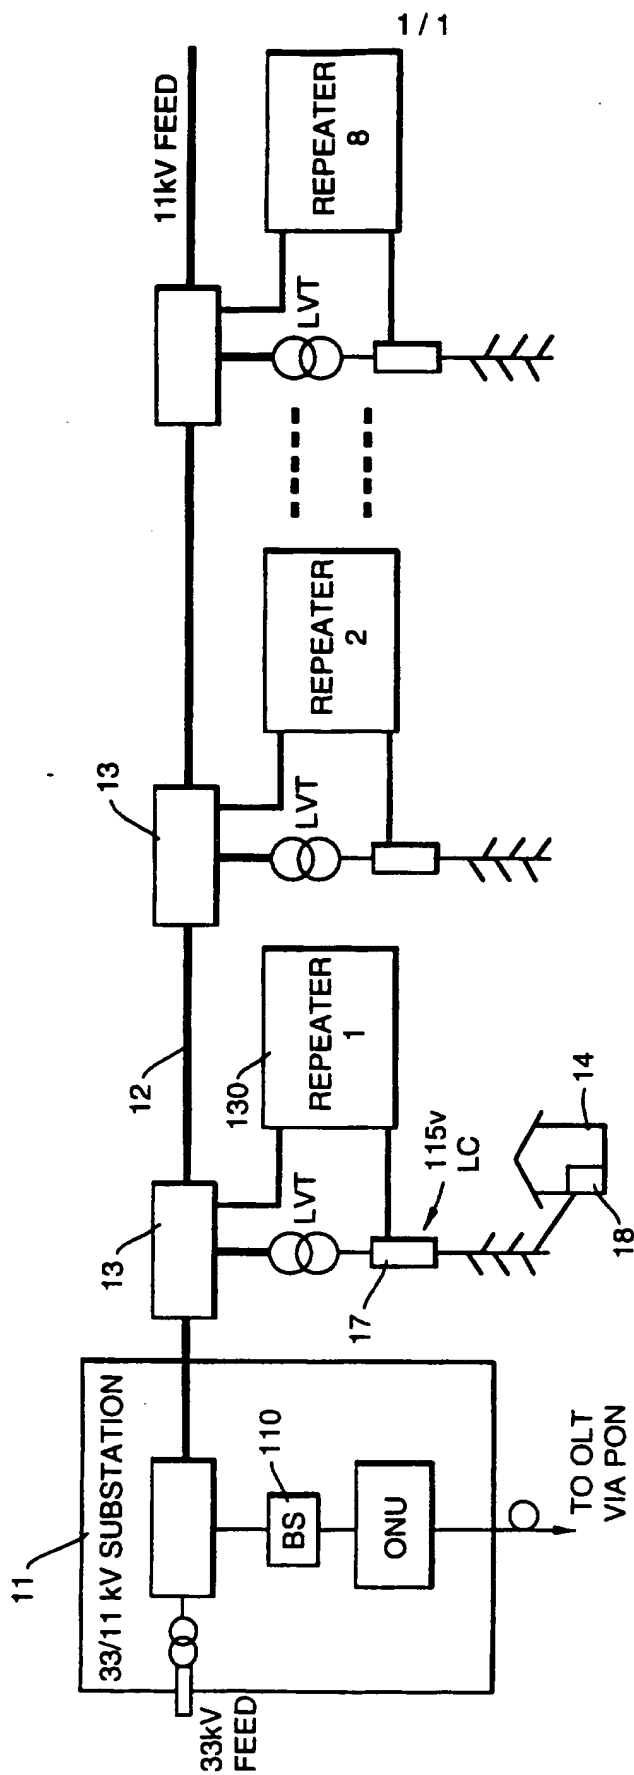 1/1
11
33/11 kV SUBSTATION
33kV
FEED
BS
110
ONU
TO OLT
VIA PON
13
12
LVT
130
REPEATER
1
17
115v
LC
14
18
13
LVT
REPEATER
2
11kV FEED
LVT
REPEATER
8